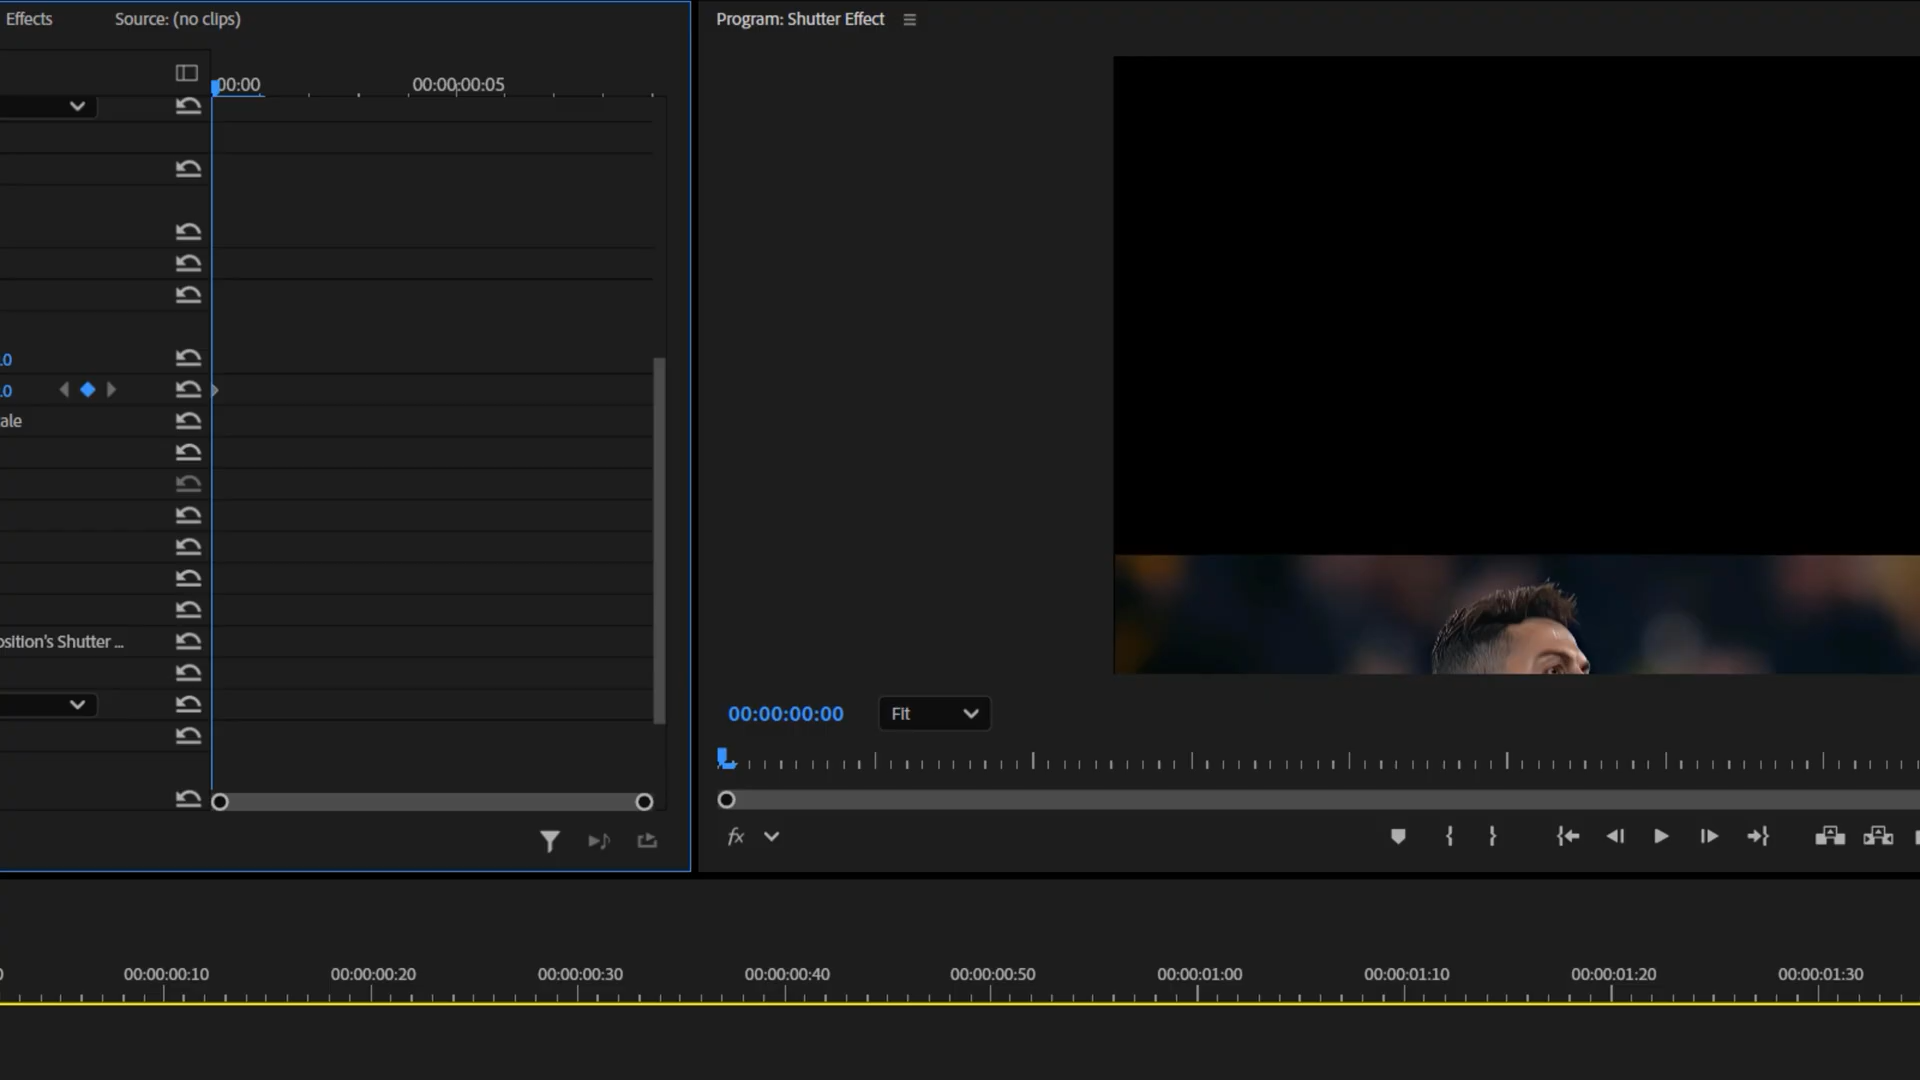 Effects
Source: (no clips)
Program: Shutter Effect
00:00
00:00:00:05
.0
.0
ale
osition's Shutter ...
00:00:00:00
Fit
fx
00:00:00:10
00:00:00:20
00:00:00:30
00:00:00:40
00:00:00:50
00:00:01:00
00:00:01:10
00:00:01:20
00:00:01:30